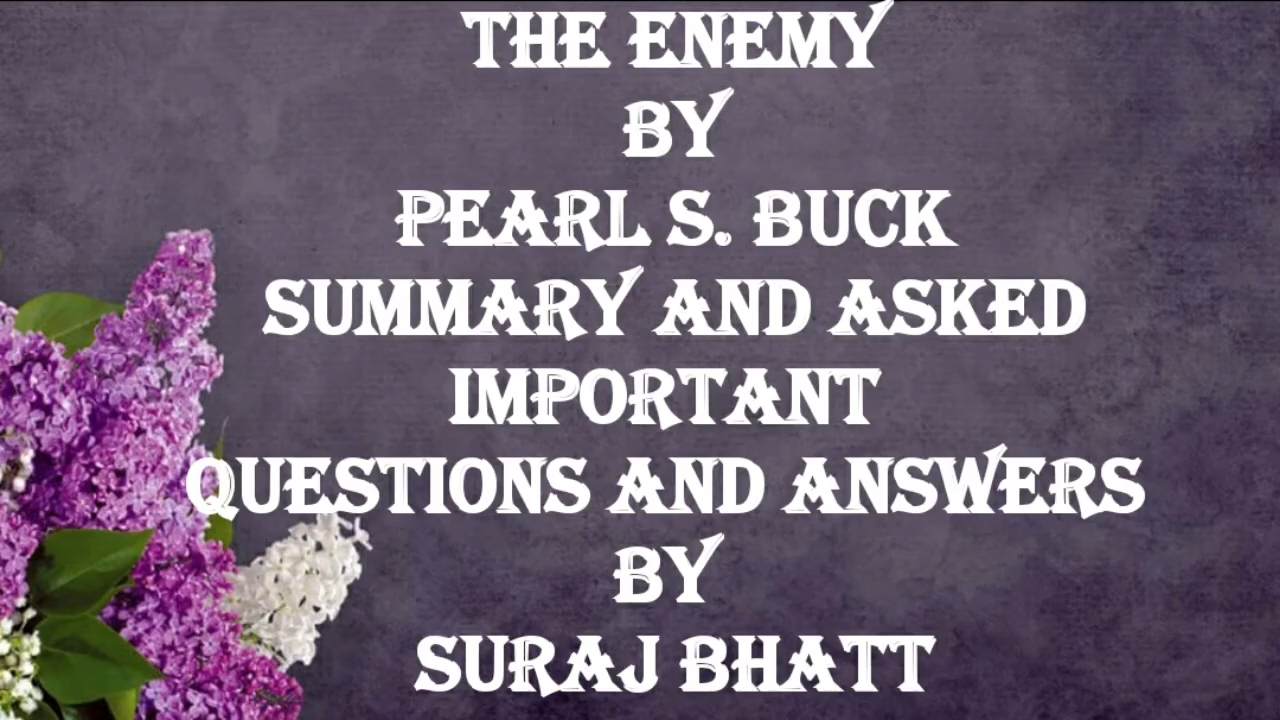 THE ENEMY
BY
PEARL S. BUCK
SUMMARY AND ASKED
IMPORTANT
QUESTIONS AND ANSWERS
BY
SURAJ BHATT